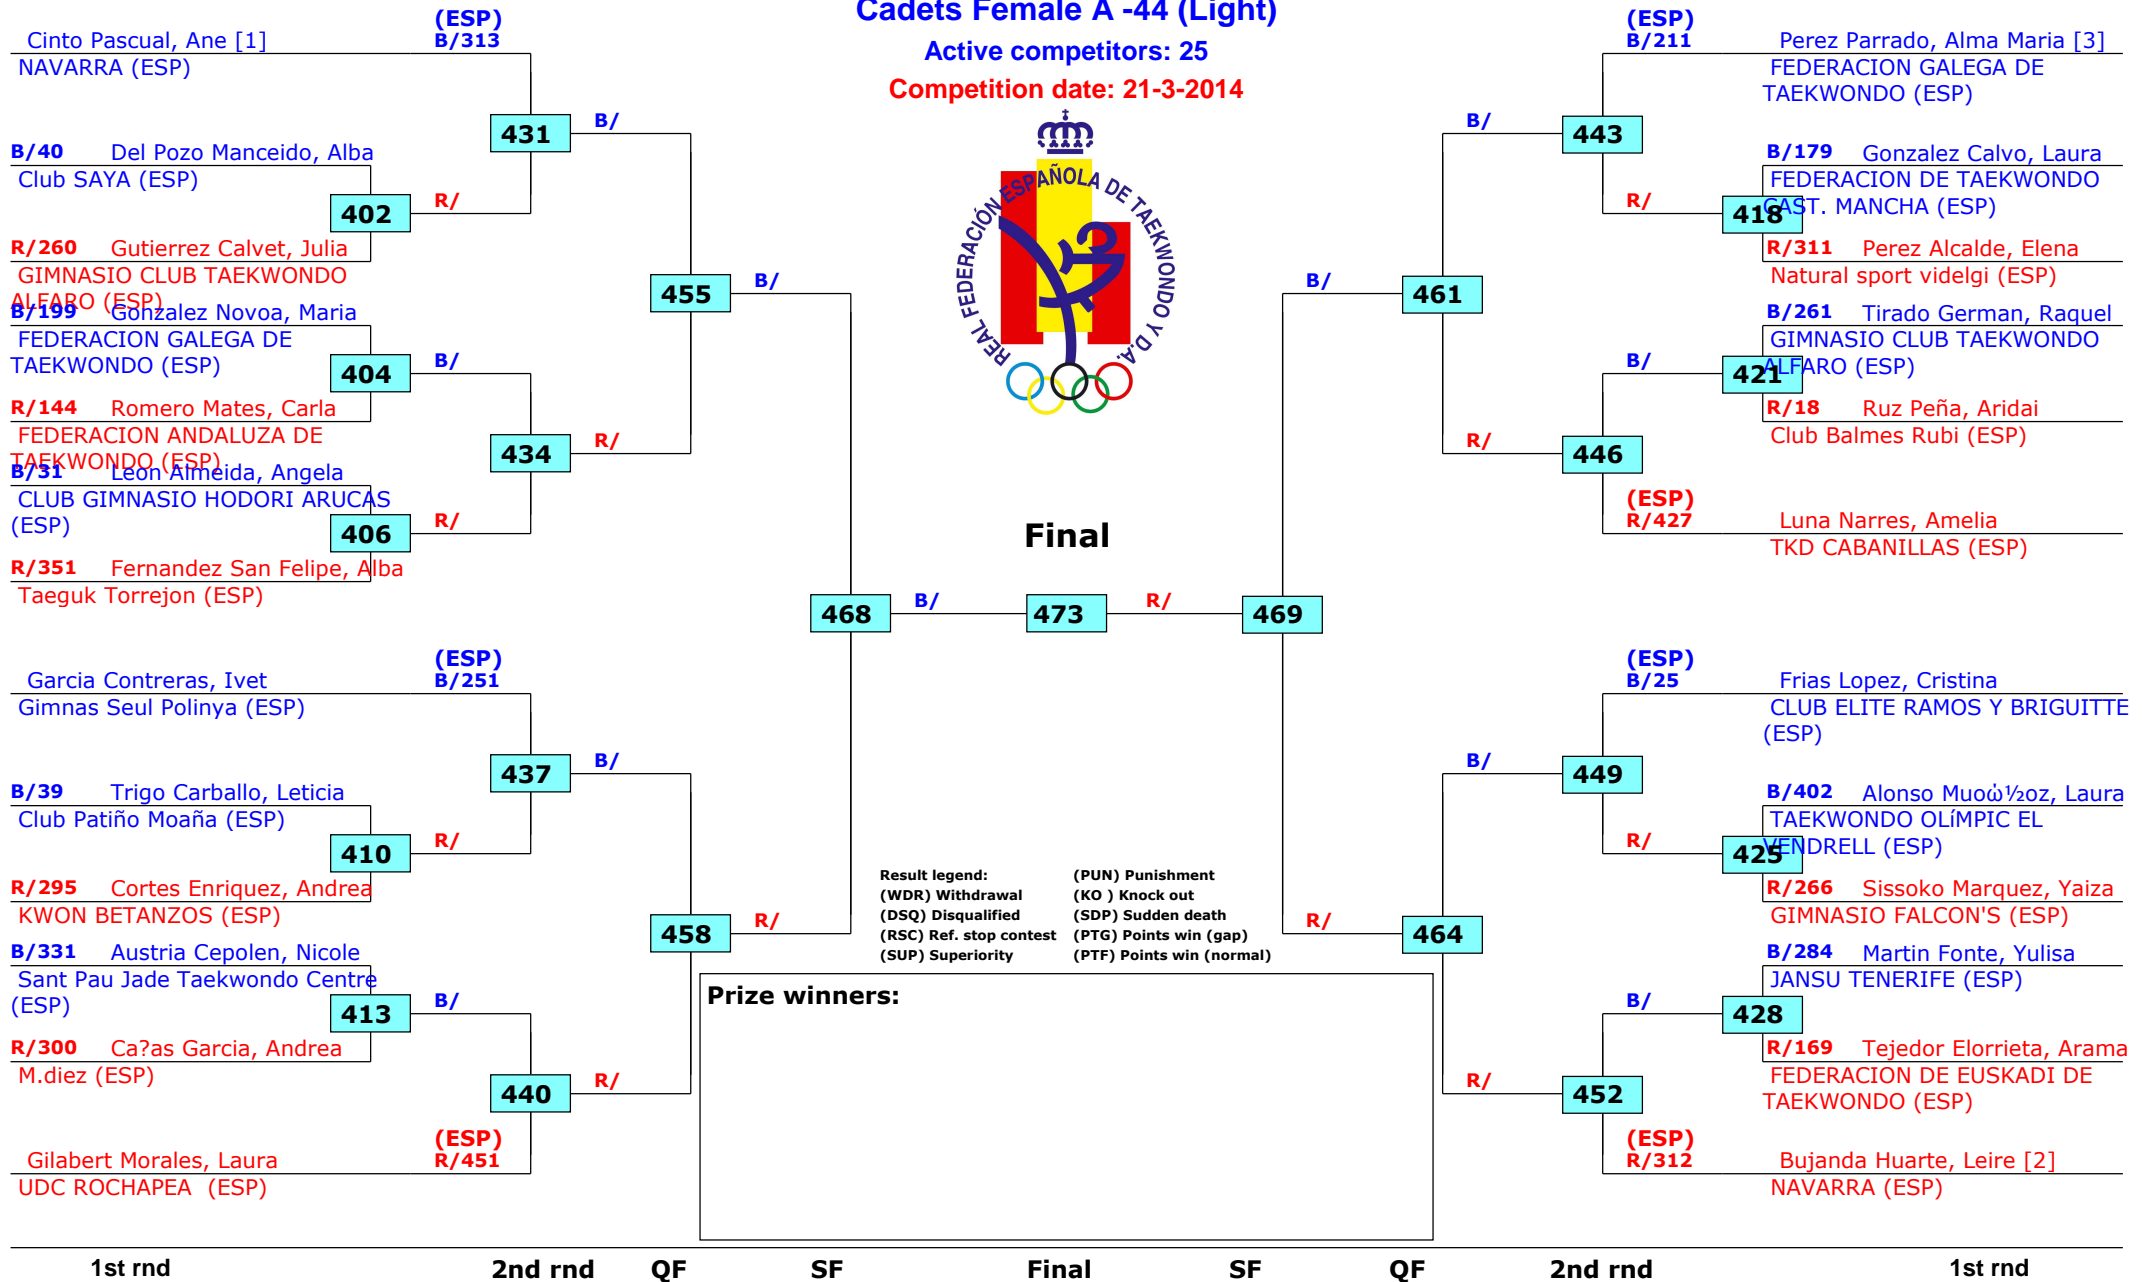 Cadets Female A -44 (Light)
Active competitors: 25
Competition date: 21-3-2014
REAL FEDERACIÓN ESPAÑOLA DE TAEKWONDO Y D.A.
(ESP)
Cinto Pascual, Ane [1] B/313
NAVARRA (ESP)
431
B/
B/40 Del Pozo Manceido, Alba
Club SAYA (ESP)
402
R/
R/260 Gutierrez Calvet, Julia
GIMNASIO CLUB TAEKWONDO
ALFARO (ESP)
455
B/
B/199 Gonzalez Novoa, Maria
FEDERACION GALEGA DE
TAEKWONDO (ESP)
404
B/
R/144 Romero Mates, Carla
FEDERACION ANDALUZA DE
TAEKWONDO (ESP)
434
R/
B/31 Leon Almeida, Angela
CLUB GIMNASIO HODORI ARUCAS
(ESP)
406
R/
R/351 Fernandez San Felipe, Alba
Taeguk Torrejon (ESP)
468
B/
(ESP)
Garcia Contreras, Ivet B/251
Gimnas Seul Polinya (ESP)
437
B/
B/39 Trigo Carballo, Leticia
Club Patiño Moaña (ESP)
410
R/
R/295 Cortes Enriquez, Andrea
KWON BETANZOS (ESP)
458
R/
B/331 Austria Cepolen, Nicole
Sant Pau Jade Taekwondo Centre
(ESP)
413
B/
R/300 Ca?as Garcia, Andrea
M.diez (ESP)
440
R/
(ESP)
Gilabert Morales, Laura R/451
UDC ROCHAPEA (ESP)
Final
473
R/
469
(ESP)
B/211 Perez Parrado, Alma Maria [3]
FEDERACION GALEGA DE
TAEKWONDO (ESP)
B/
443
B/179 Gonzalez Calvo, Laura
FEDERACION DE TAEKWONDO
CAST. MANCHA (ESP)
R/
418
R/311 Perez Alcalde, Elena
Natural sport videlgi (ESP)
B/
461
B/261 Tirado German, Raquel
GIMNASIO CLUB TAEKWONDO
ALFARO (ESP)
B/
421
R/18 Ruz Peña, Aridai
Club Balmes Rubi (ESP)
R/
446
(ESP)
R/427 Luna Narres, Amelia
TKD CABANILLAS (ESP)
(ESP)
B/25 Frias Lopez, Cristina
CLUB ELITE RAMOS Y BRIGUITTE
(ESP)
B/
449
B/402 Alonso Muoώ½oz, Laura
TAEKWONDO OLíMPIC EL
VENDRELL (ESP)
R/
425
R/266 Sissoko Marquez, Yaiza
GIMNASIO FALCON'S (ESP)
R/
464
B/284 Martin Fonte, Yulisa
JANSU TENERIFE (ESP)
B/
428
R/169 Tejedor Elorrieta, Arama
FEDERACION DE EUSKADI DE
TAEKWONDO (ESP)
R/
452
(ESP)
R/312 Bujanda Huarte, Leire [2]
NAVARRA (ESP)
Result legend: (PUN) Punishment
(WDR) Withdrawal (KO ) Knock out
(DSQ) Disqualified (SDP) Sudden death
(RSC) Ref. stop contest (PTG) Points win (gap)
(SUP) Superiority (PTF) Points win (normal)
Prize winners:
1st rnd 2nd rnd QF SF Final SF QF 2nd rnd 1st rnd